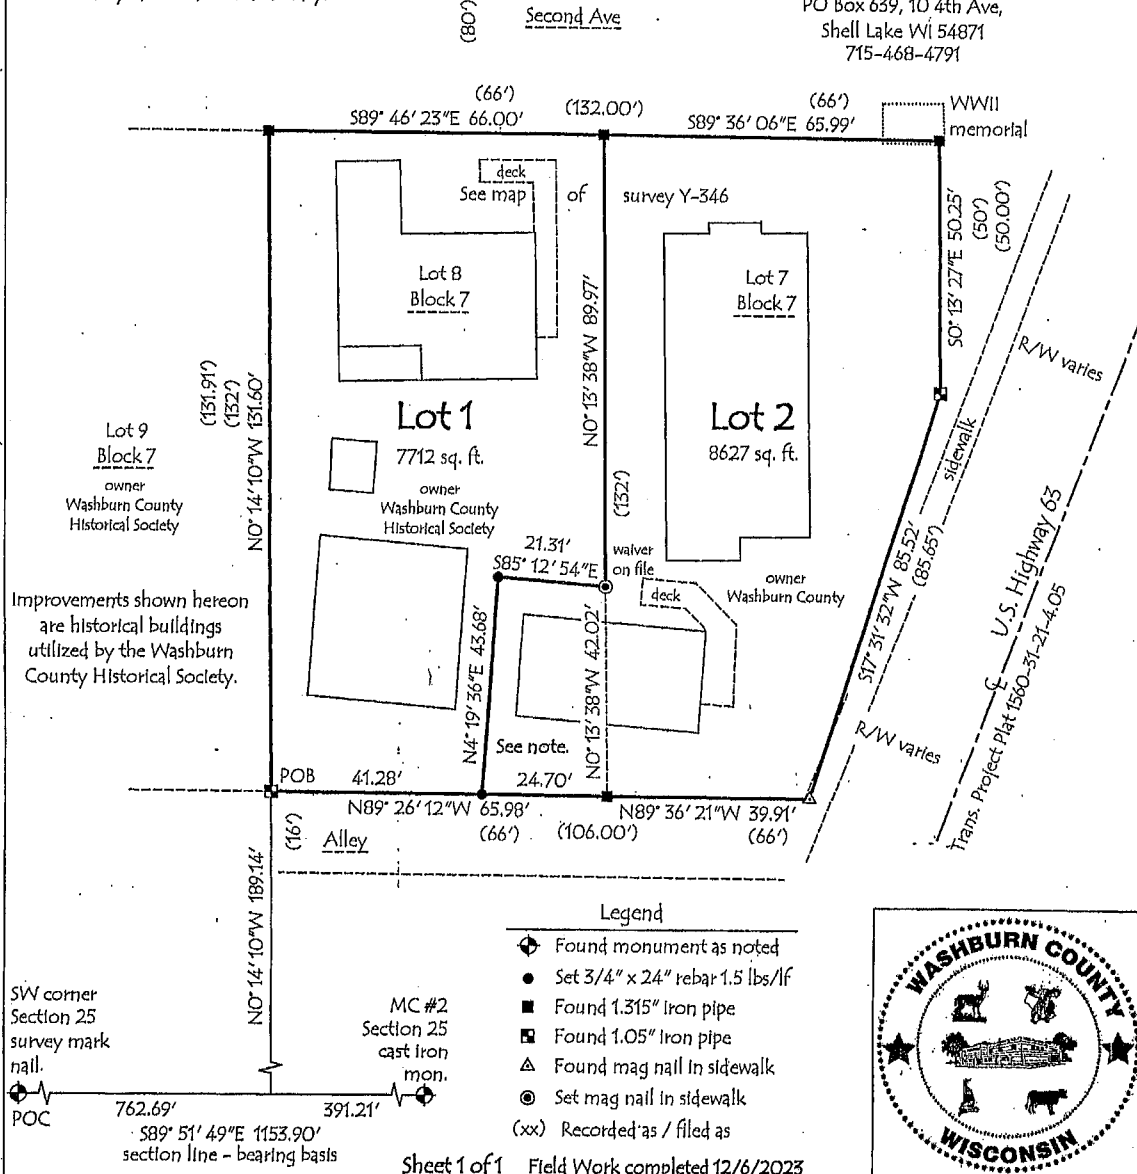 (80')
Second Ave
PO Box 639, 10 4th Ave,
Shell Lake WI 54871
715-468-4791
(66')
S89° 46' 23"E 66.00'
(132.00')
(66')
S89° 36' 06"E 65.99'
WWII
memorial
deck
See map of survey Y-346
Lot 8
Block 7
Lot 7
Block 7
N0° 13' 38"W 89.97'
(132')
S0° 13' 27"E 50.25'
(50')
(50.00')
R/W varies
(131.91')
(132')
N0° 14' 10"W 131.60'
Lot 9
Block 7
owner
Washburn County
Historical Society
Lot 1
7712 sq. ft.
owner
Washburn County
Historical Society
Lot 2
8627 sq. ft.
sidewalk
21.31'
S85° 12' 54"E
waiver
on file
deck
owner
Washburn County
S17° 31' 32"W 85.52'
(85.65')
U.S. Highway 63
Trans. Project Plat 1560-31-21-4.05
Improvements shown hereon
are historical buildings
utilized by the Washburn
County Historical Society.
N4° 19' 36"E 43.68'
N0° 13' 38"W 42.02'
See note.
R/W varies
POB
41.28'
24.70'
N89° 26' 12"W 65.98'
(66')
(106.00')
N89° 36' 21"W 39.91'
(66')
(16')
Alley
N0° 14' 10"W 189.14'
SW corner
Section 25
survey mark
nail.
MC #2
Section 25
cast iron
mon.
POC
762.69'
391.21'
S89° 51' 49"E 1153.90'
section line - bearing basis
Legend
Found monument as noted
Set 3/4" x 24" rebar 1.5 lbs/lf
Found 1.315" iron pipe
Found 1.05" iron pipe
Found mag nail in sidewalk
Set mag nail in sidewalk
(xx) Recorded as / filed as
Sheet 1 of 1 Field Work completed 12/6/2023
WASHBURN COUNTY
WISCONSIN